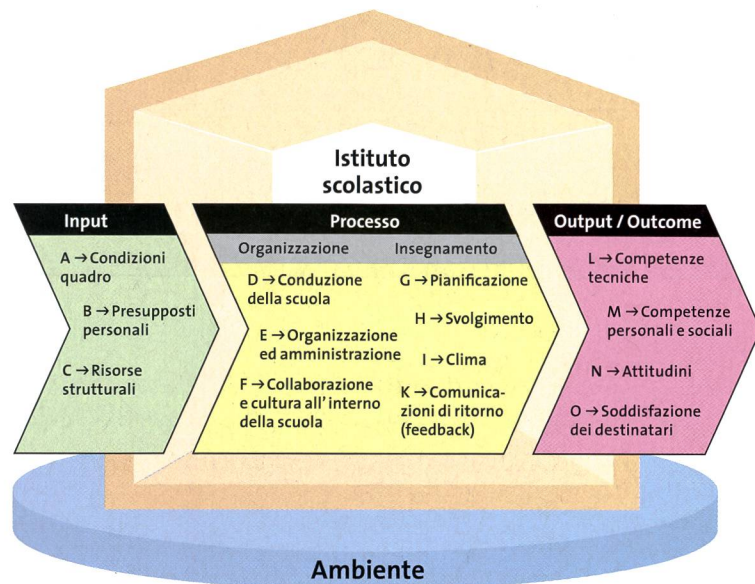 Istituto
scolastico
Input
A → Condizioni
quadro
B → Presupposti
personali
C → Risorse
strutturali
Processo
Organizzazione
D → Conduzione
della scuola
E → Organizzazione
ed amministrazione
F → Collaborazione
e cultura all'interno
della scuola
Insegnamento
G → Pianificazione
H → Svolgimento
I → Clima
K → Comunica-
zioni di ritorno
(feedback)
Output / Outcome
L → Competenze
tecniche
M → Competenze
personali e sociali
N → Attitudini
O → Soddisfazione
dei destinatari
Ambiente